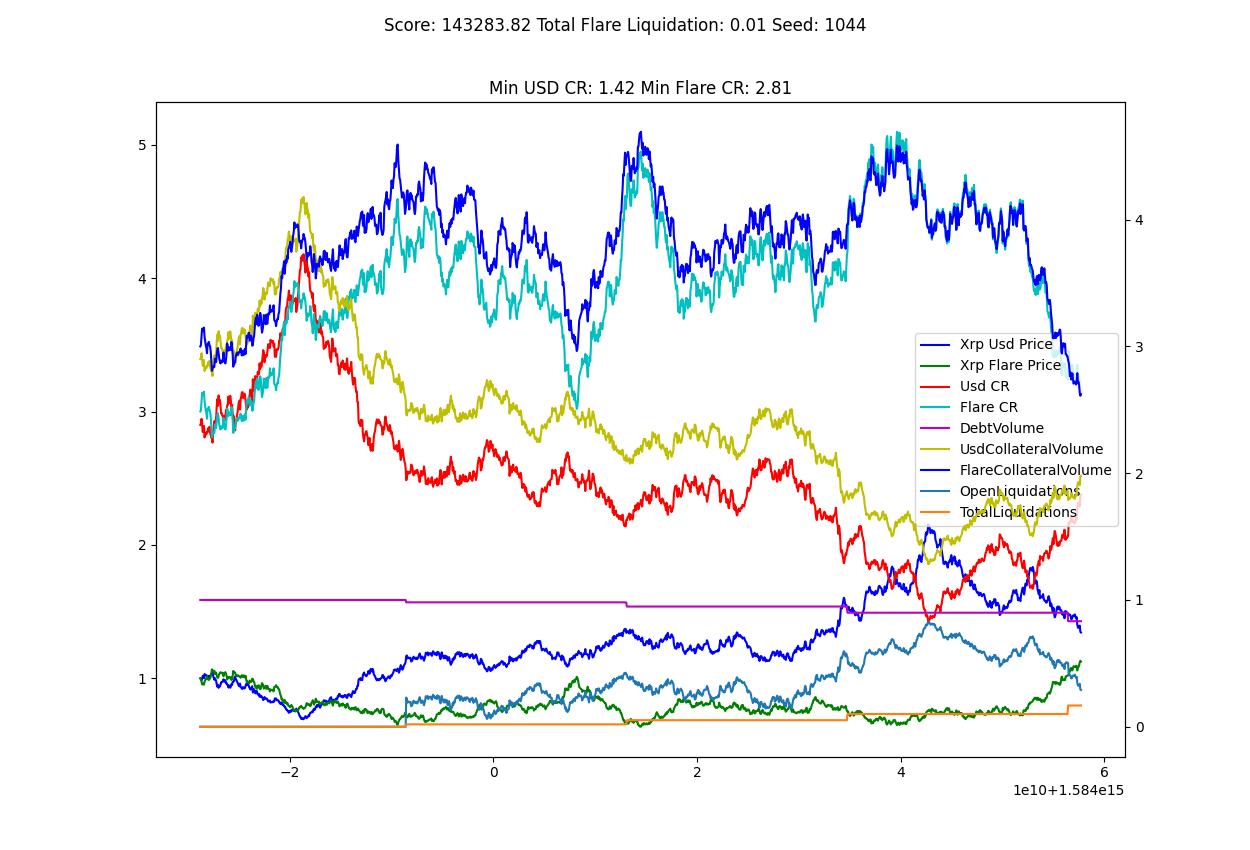 Score: 143283.82 Total Flare Liquidation: 0.01 Seed: 1044
Min USD CR: 1.42 Min Flare CR: 2.81
5
4
3
2
1
4
3
2
1
0
Xrp Usd Price
Xrp Flare Price
Usd CR
Flare CR
DebtVolume
UsdCollateralVolume
FlareCollateralVolume
OpenLiquidations
TotalLiquidations
−2
0
2
4
6
1e10+1.584e15